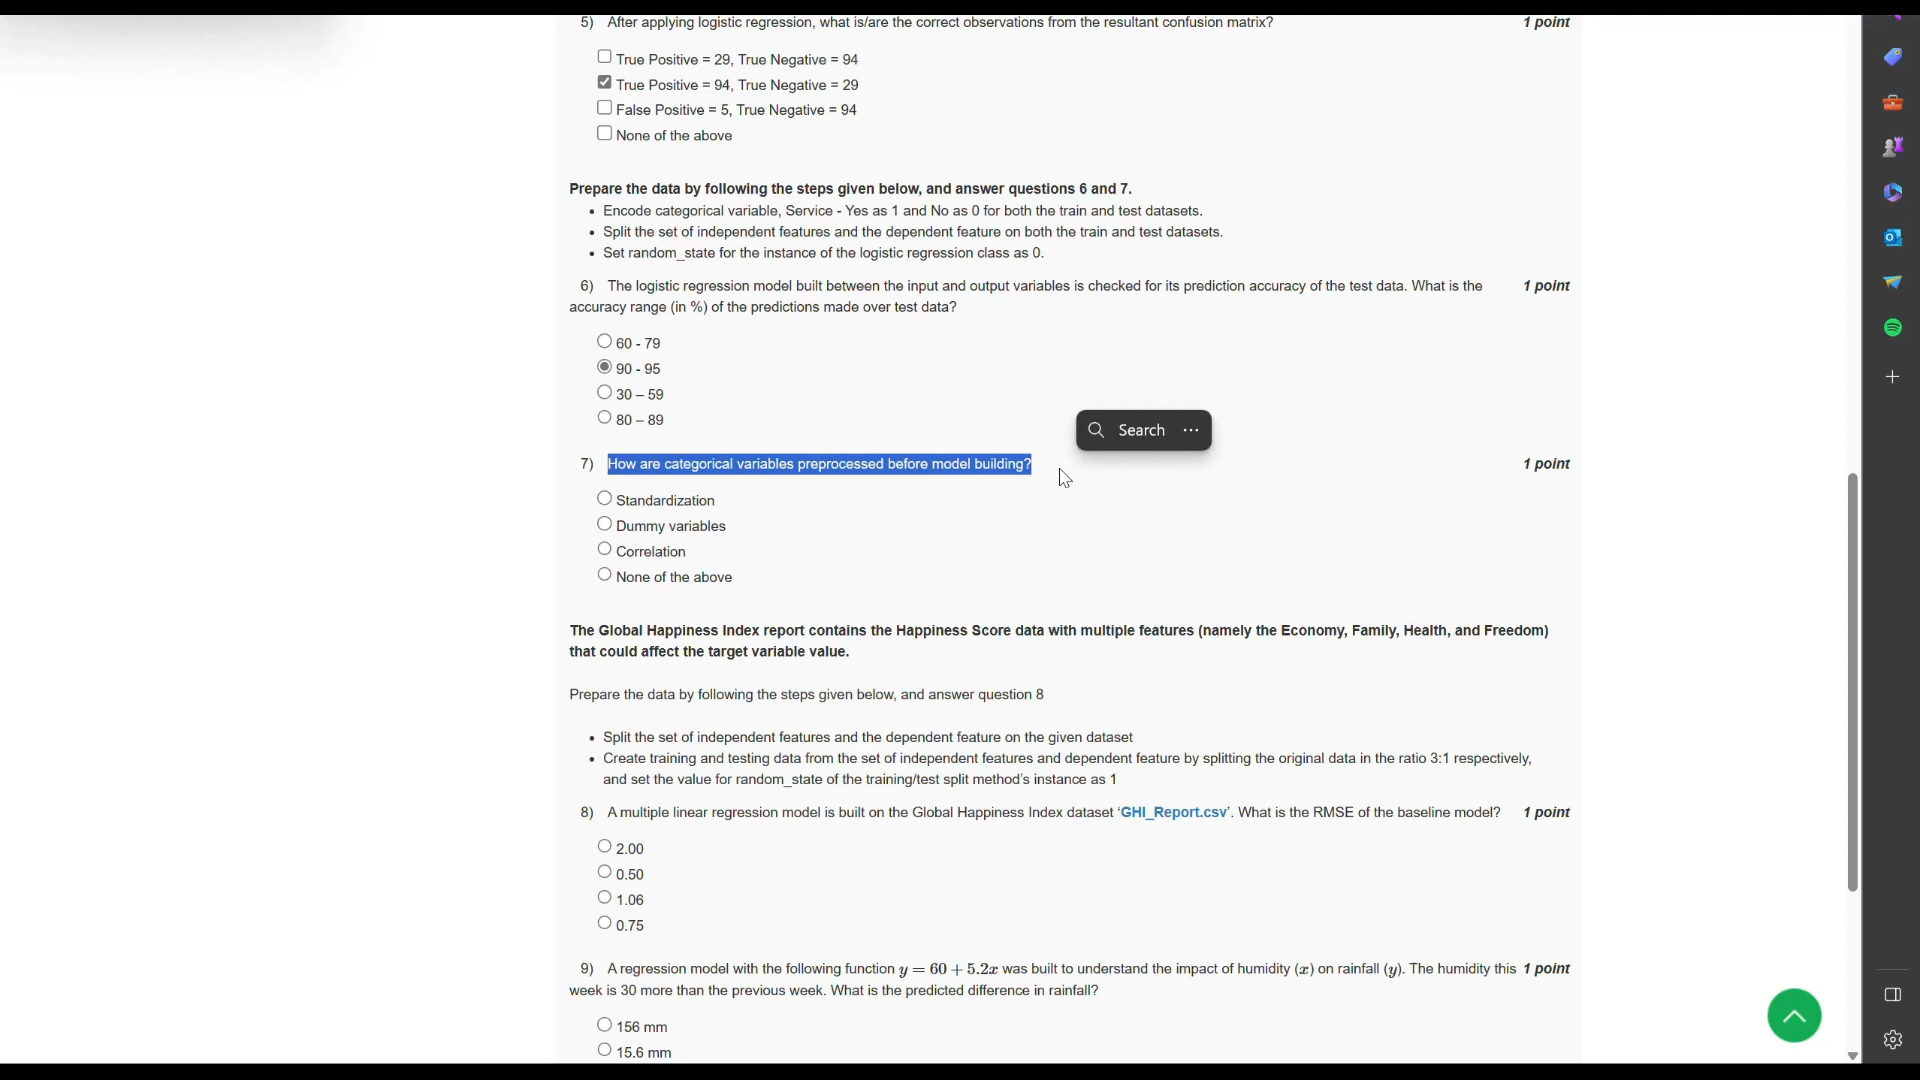 5) After applying logistic regression, what is/are the correct observations from the resultant confusion matrix? 1 point
True Positive = 29, True Negative = 94
True Positive = 94, True Negative = 29
False Positive = 5, True Negative = 94
None of the above
Prepare the data by following the steps given below, and answer questions 6 and 7.
• Encode categorical variable, Service - Yes as 1 and No as 0 for both the train and test datasets.
• Split the set of independent features and the dependent feature on both the train and test datasets.
• Set random_state for the instance of the logistic regression class as 0.
6) The logistic regression model built between the input and output variables is checked for its prediction accuracy of the test data. What is the 1 point
accuracy range (in %) of the predictions made over test data?
60 - 79
90 - 95
30 – 59
80 – 89
Search ···
7) How are categorical variables preprocessed before model building? 1 point
Standardization
Dummy variables
Correlation
None of the above
The Global Happiness Index report contains the Happiness Score data with multiple features (namely the Economy, Family, Health, and Freedom)
that could affect the target variable value.
Prepare the data by following the steps given below, and answer question 8
• Split the set of independent features and the dependent feature on the given dataset
• Create training and testing data from the set of independent features and dependent feature by splitting the original data in the ratio 3:1 respectively,
and set the value for random_state of the training/test split method's instance as 1
8) A multiple linear regression model is built on the Global Happiness Index dataset 'GHI_Report.csv'. What is the RMSE of the baseline model? 1 point
2.00
0.50
1.06
0.75
9) A regression model with the following function y = 60 + 5.2x was built to understand the impact of humidity (x) on rainfall (y). The humidity this 1 point
week is 30 more than the previous week. What is the predicted difference in rainfall?
156 mm
15.6 mm